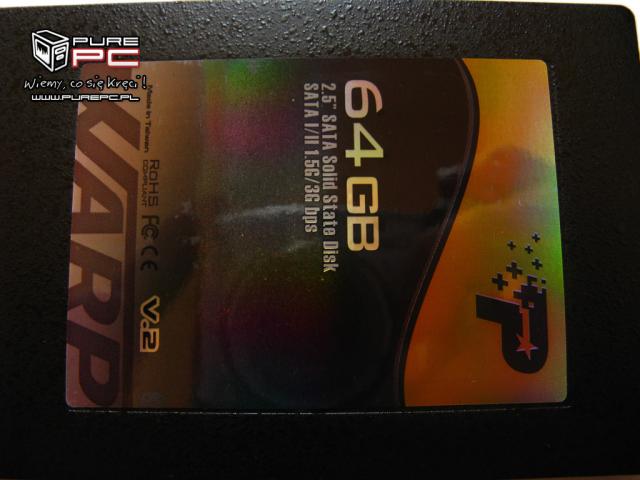 PURE
PC
Wiemy, co się kręci!
WWW.PUREPC.PL
64GB
2.5" SATA Solid State Disk
SATA I/II 1.5G/3G bps
P
WARP
V.2
Made in Taiwan
RoHS
COMPLIANT
FC CE